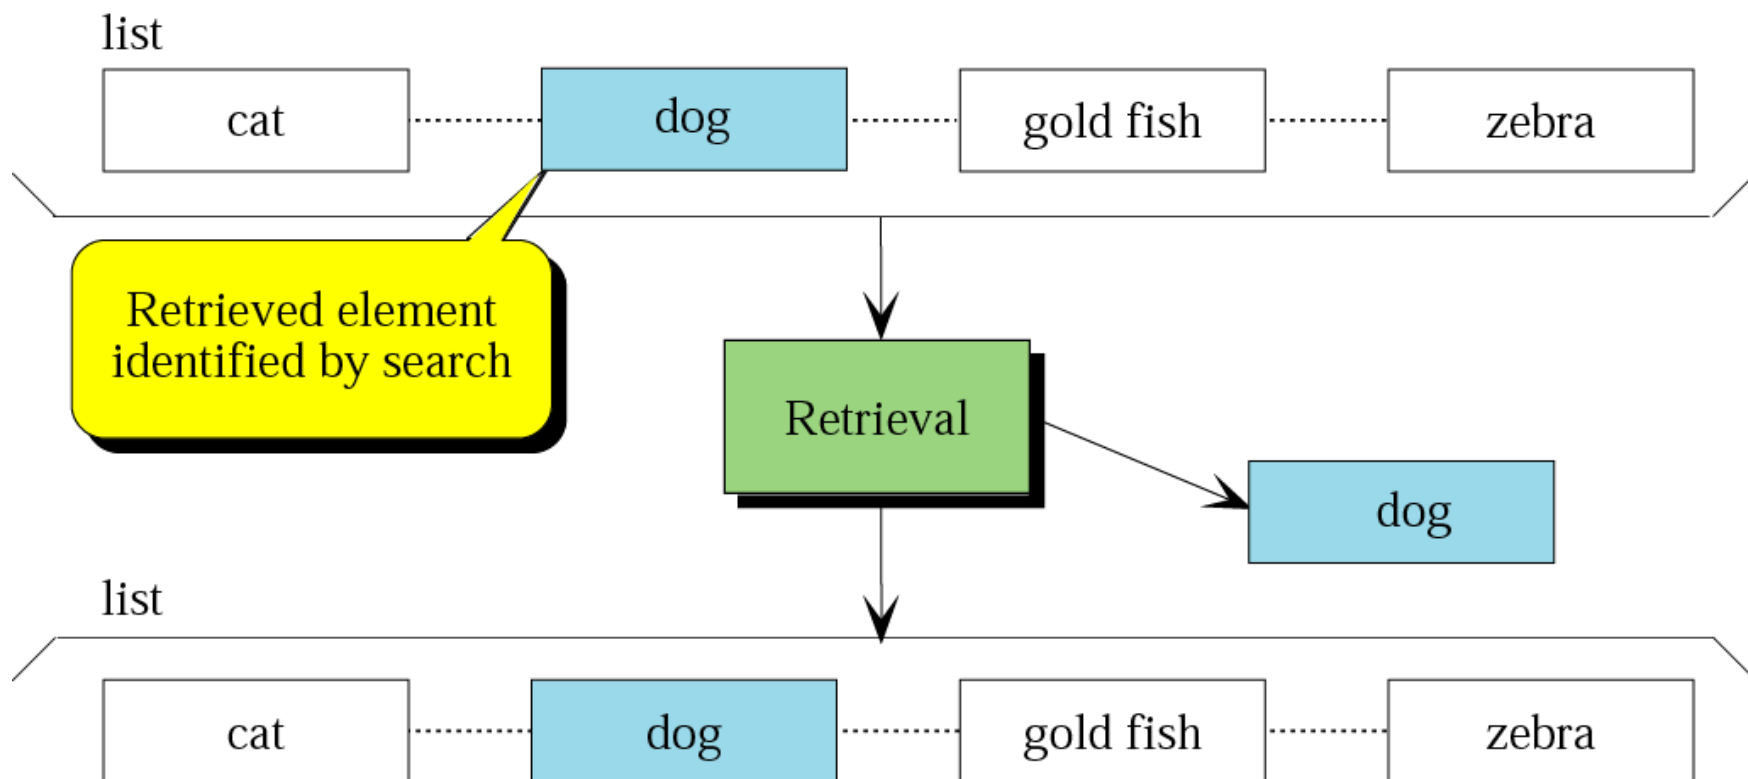 list
cat
dog
gold fish
zebra
Retrieved element
identified by search
Retrieval
dog
list
cat
dog
gold fish
zebra